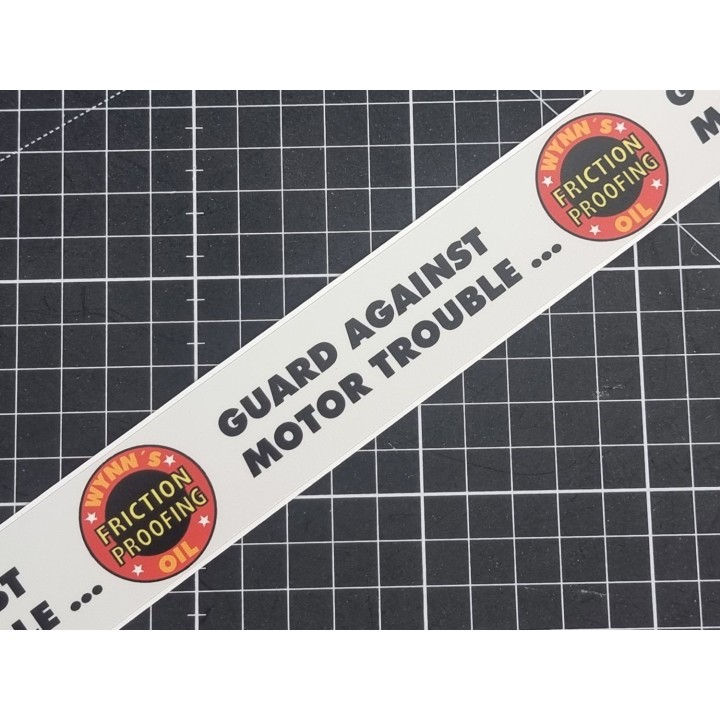 WYNN'S
FRICTION
PROOFING
OIL
GUARD AGAINST
MOTOR TROUBLE ...
WYNN'S
FRICTION
PROOFING
OIL